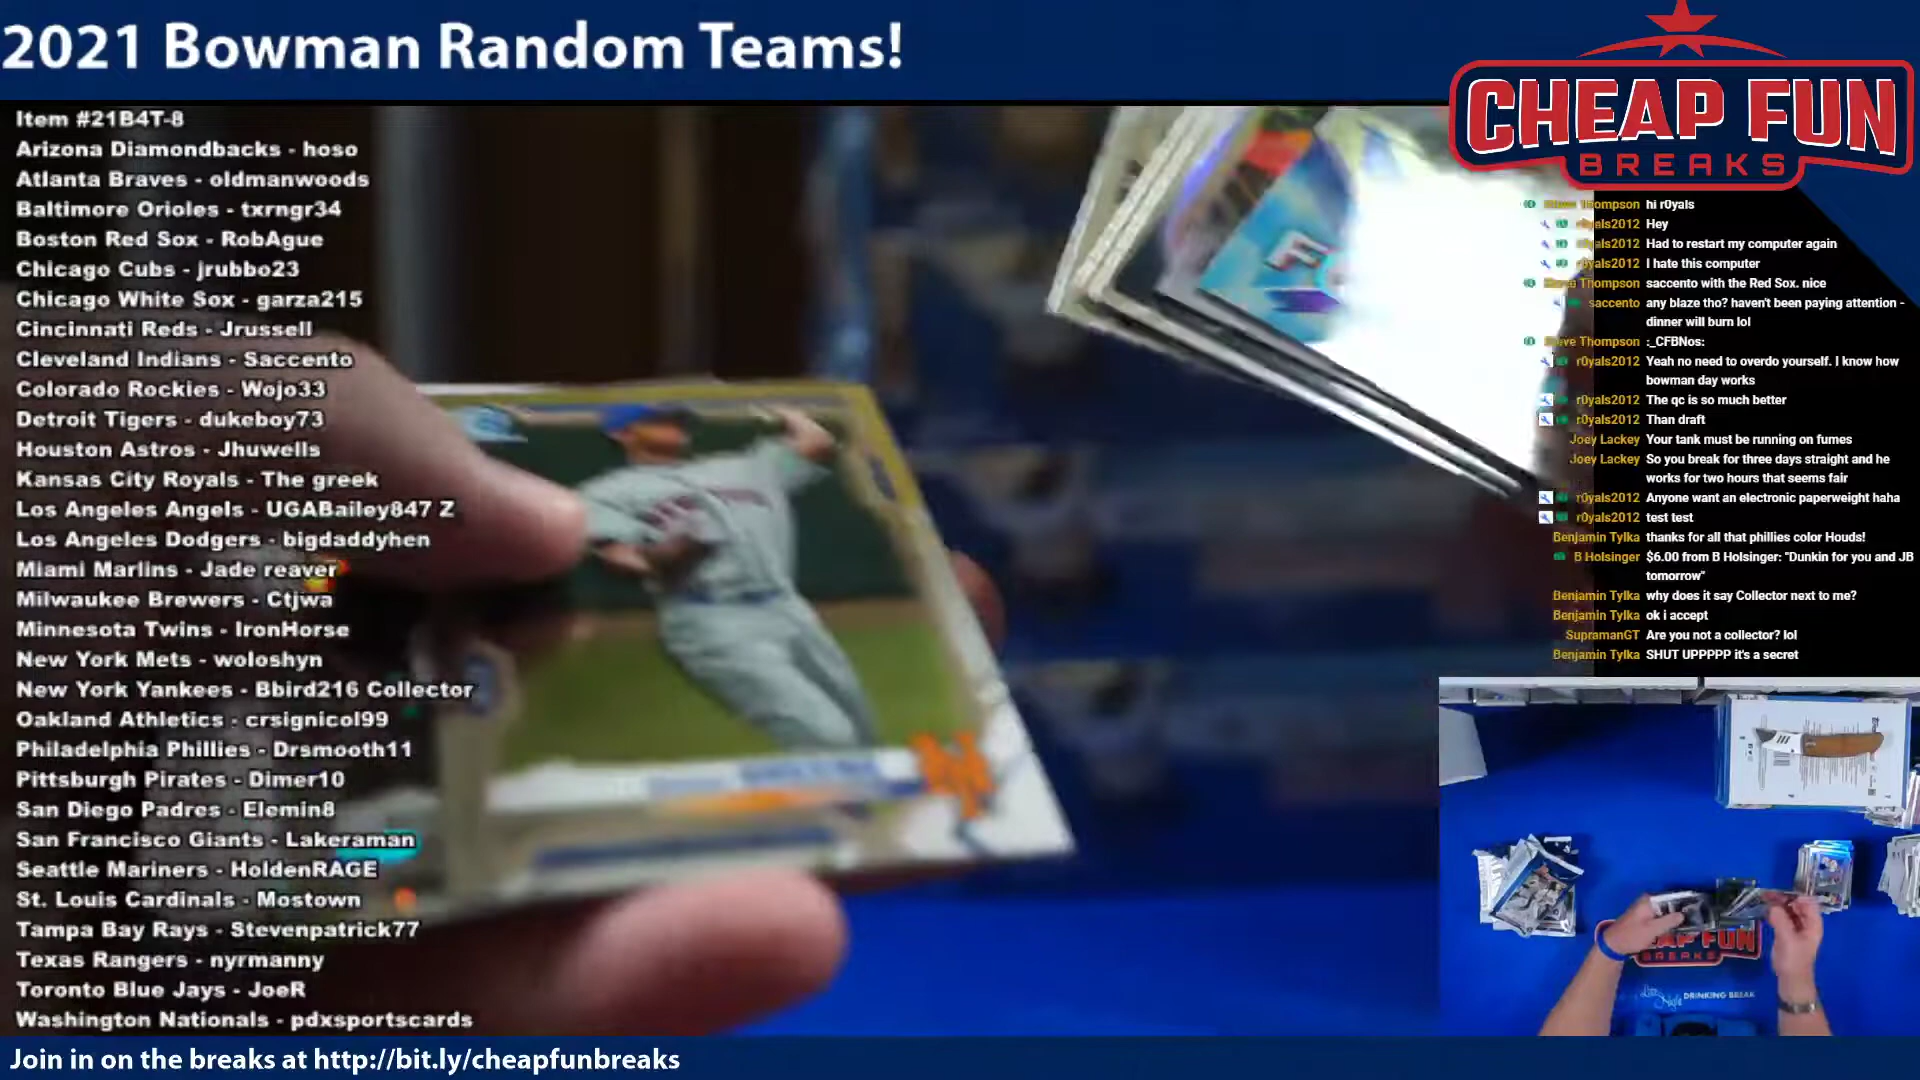 2021 Bowman Random Teams!
CHEAP FUN
BREAKS
Item #21B4T-8
Arizona Diamondbacks - hoso
Atlanta Braves - oldmanwoods
Baltimore Orioles - txrngr34
Boston Red Sox - RobAgue
Chicago Cubs - jrubbo23
Chicago White Sox - garza215
Cincinnati Reds - Jrussell
Cleveland Indians - Saccento
Colorado Rockies - Wojo33
Detroit Tigers - dukeboy73
Houston Astros - Jhuwells
Kansas City Royals - The greek
Los Angeles Angels - UGABailey847 Z
Los Angeles Dodgers - bigdaddyhen
Miami Marlins - Jade reaver
Milwaukee Brewers - Ctjwa
Minnesota Twins - IronHorse
New York Mets - woloshyn
New York Yankees - Bbird216 Collector
Oakland Athletics - crsignicol99
Philadelphia Phillies - Drsmooth11
Pittsburgh Pirates - Dimer10
San Diego Padres - Elemin8
San Francisco Giants - Lakeraman
Seattle Mariners - HoldenRAGE
St. Louis Cardinals - Mostown
Tampa Bay Rays - Stevenpatrick77
Texas Rangers - nyrmanny
Toronto Blue Jays - JoeR
Washington Nationals - pdxsportscards
Steve Thompson hi r0yals
r0yals2012 Hey
r0yals2012 Had to restart my computer again
r0yals2012 I hate this computer
Steve Thompson saccento with the Red Sox. nice
saccento any blaze tho? haven't been paying attention -
dinner will burn lol
Steve Thompson :_CFBNos:
r0yals2012 Yeah no need to overdo yourself. I know how
bowman day works
r0yals2012 The qc is so much better
r0yals2012 Than draft
Joey Lackey Your tank must be running on fumes
Joey Lackey So you break for three days straight and he
works for two hours that seems fair
r0yals2012 Anyone want an electronic paperweight haha
r0yals2012 test test
Benjamin Tylka thanks for all that phillies color Houds!
B Holsinger $6.00 from B Holsinger: "Dunkin for you and JB
tomorrow"
Benjamin Tylka why does it say Collector next to me?
Benjamin Tylka ok i accept
SupramanGT Are you not a collector? lol
Benjamin Tylka SHUT UPPPPP it's a secret
FUN
BREAKS
DRINKING BREAK
Join in on the breaks at http://bit.ly/cheapfunbreaks